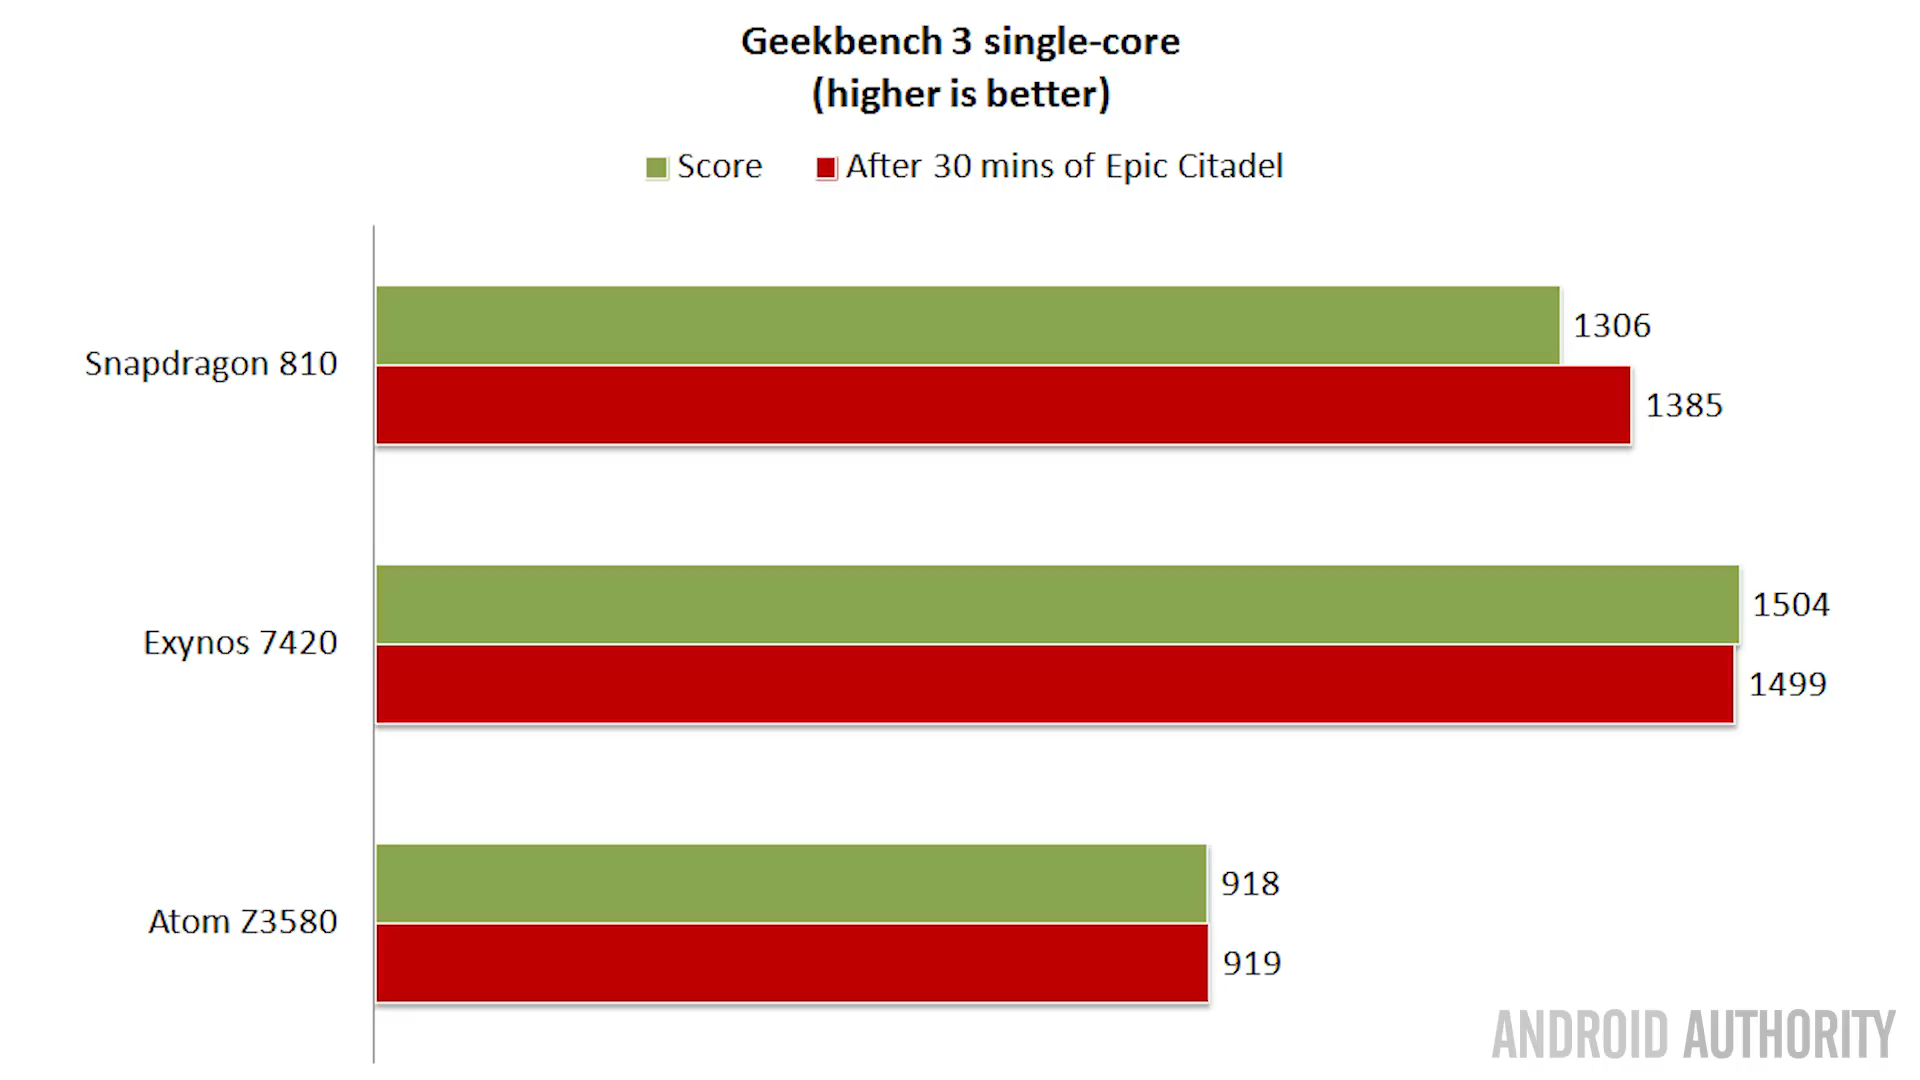 Geekbench 3 single-core
(higher is better)
Score After 30 mins of Epic Citadel
Snapdragon 810
1306
1385
Exynos 7420
1504
1499
Atom Z3580
918
919
ANDROID AUTHORITY